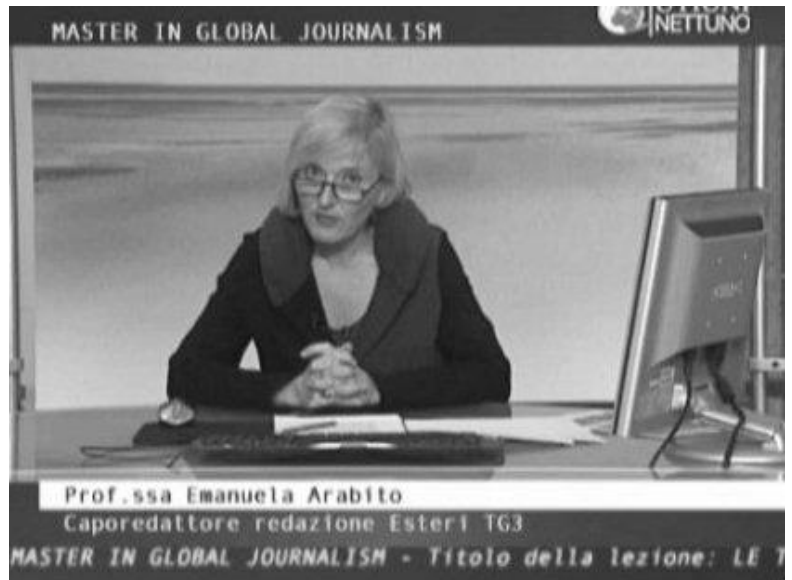 MASTER IN GLOBAL JOURNALISM
NETTUNO
Prof.ssa Emanuela Arabito
Caporedattore redazione Esteri TG3
MASTER IN GLOBAL JOURNALISM - Titolo della lezione: LE T